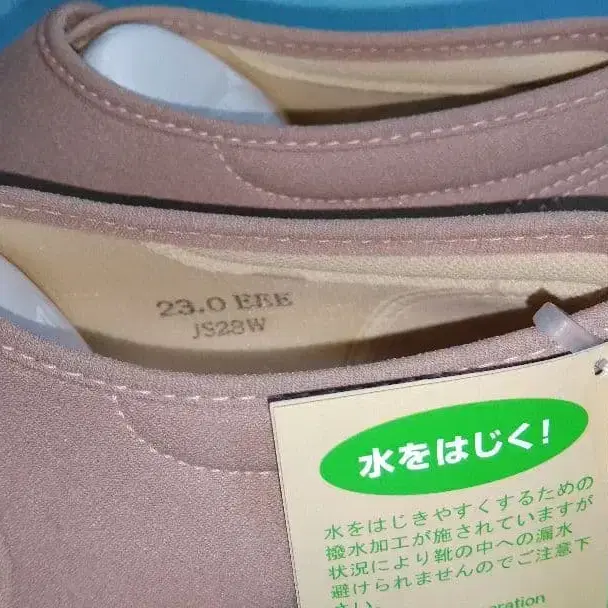 23.0 EEE
JS28W
水をはじく!
水をはじきやすくするための
撥水加工が施されていますが
状況により靴の中への漏水
避けられませんのでご注意下
さい。